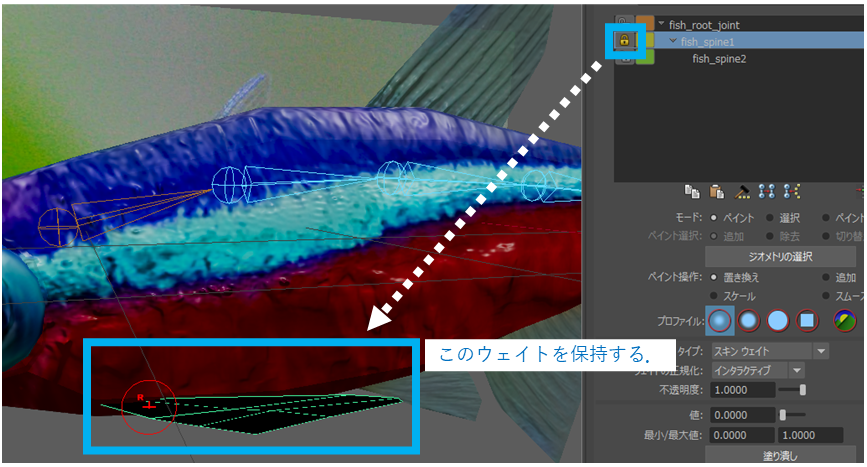 fish_root_joint
fish_spine1
fish_spine2
モード: ペイント 選択 ペイント
ペイント選択: 追加 除去 切り替
ジオメトリの選択
ペイント操作: 置き換え 追加
スケール スムース
プロファイル:
このウェイトを保持する.
タイプ: スキン ウェイト
の正規化: インタラクティブ
不透明度: 1.0000
値: 0.0000
最小/最大値: 0.0000 1.0000
塗り潰し
R